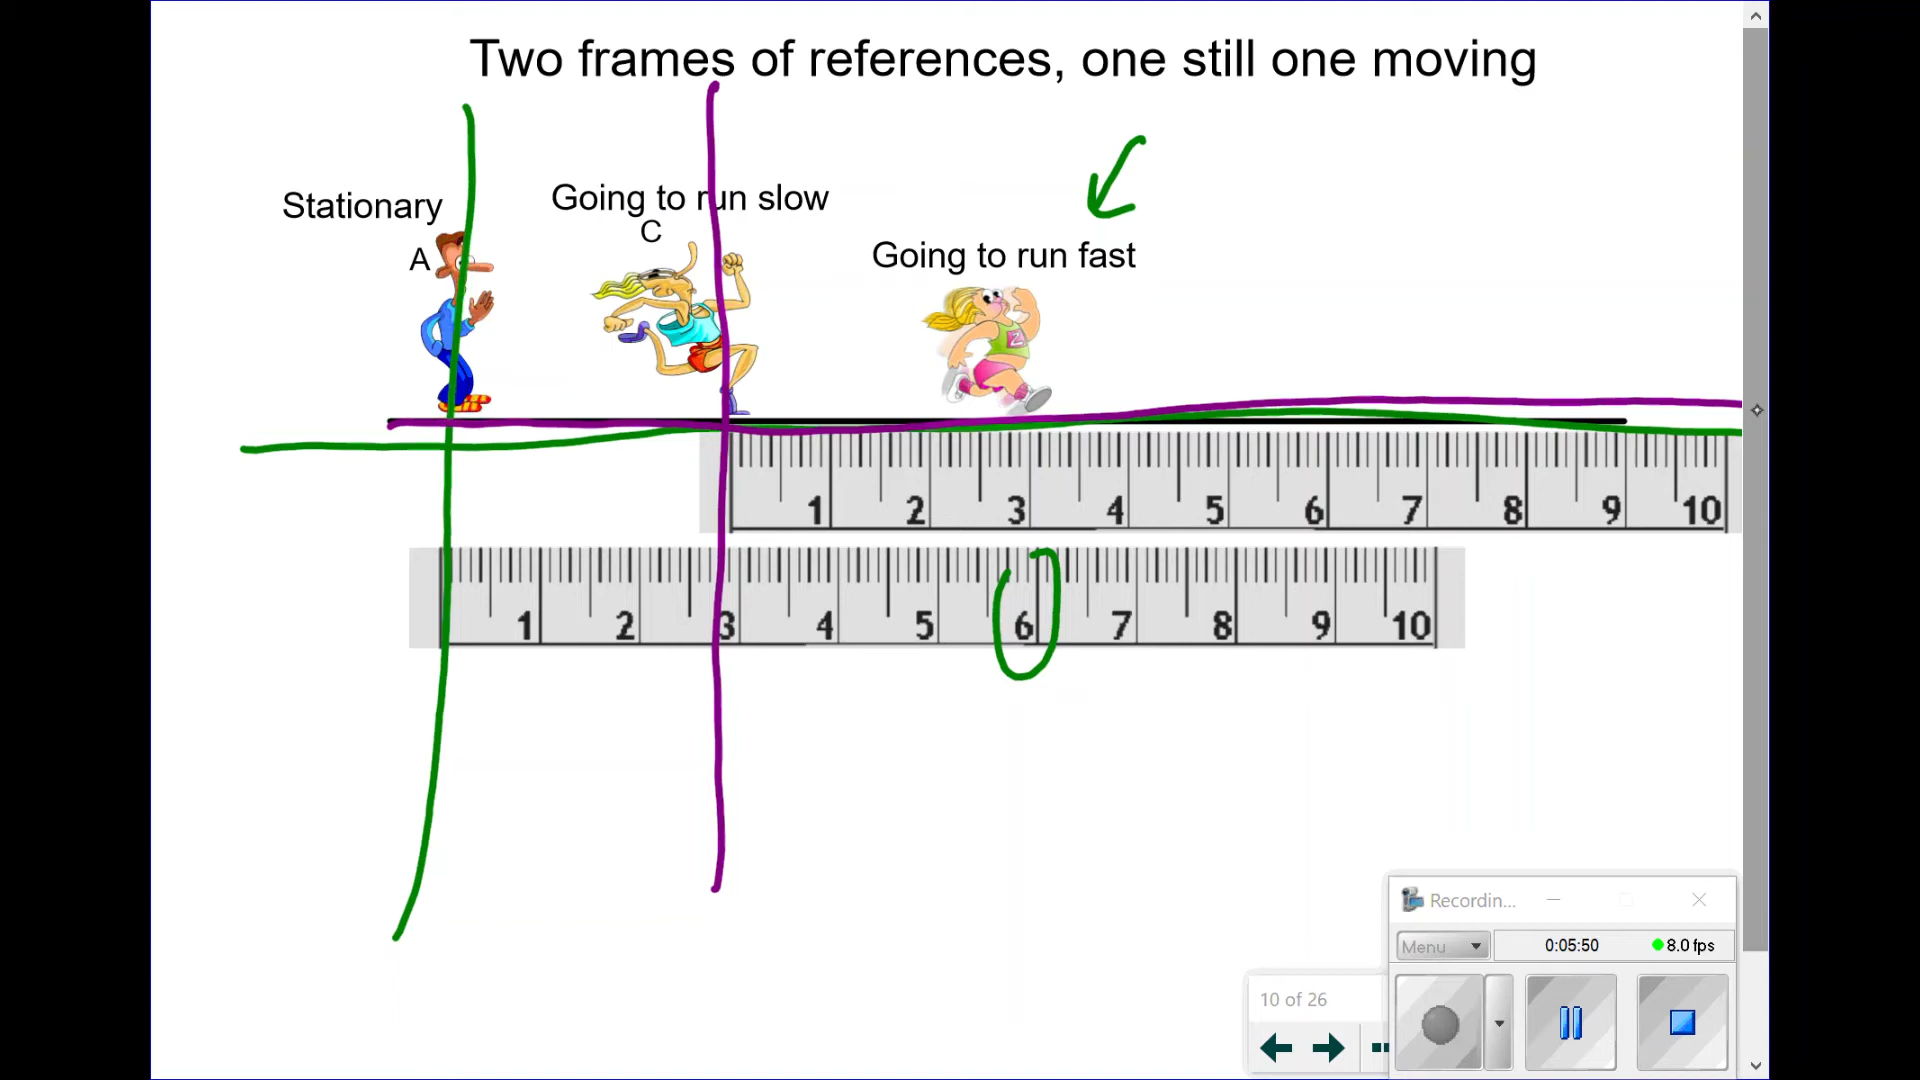 Two frames of references, one still one moving
Stationary
Going to run slow
A
C
Going to run fast
Z
1 2 3 4 5 6 7 8 9 10
1 2 3 4 5 6 7 8 9 10
Recordin...
Menu
0:05:50
8.0 fps
10 of 26